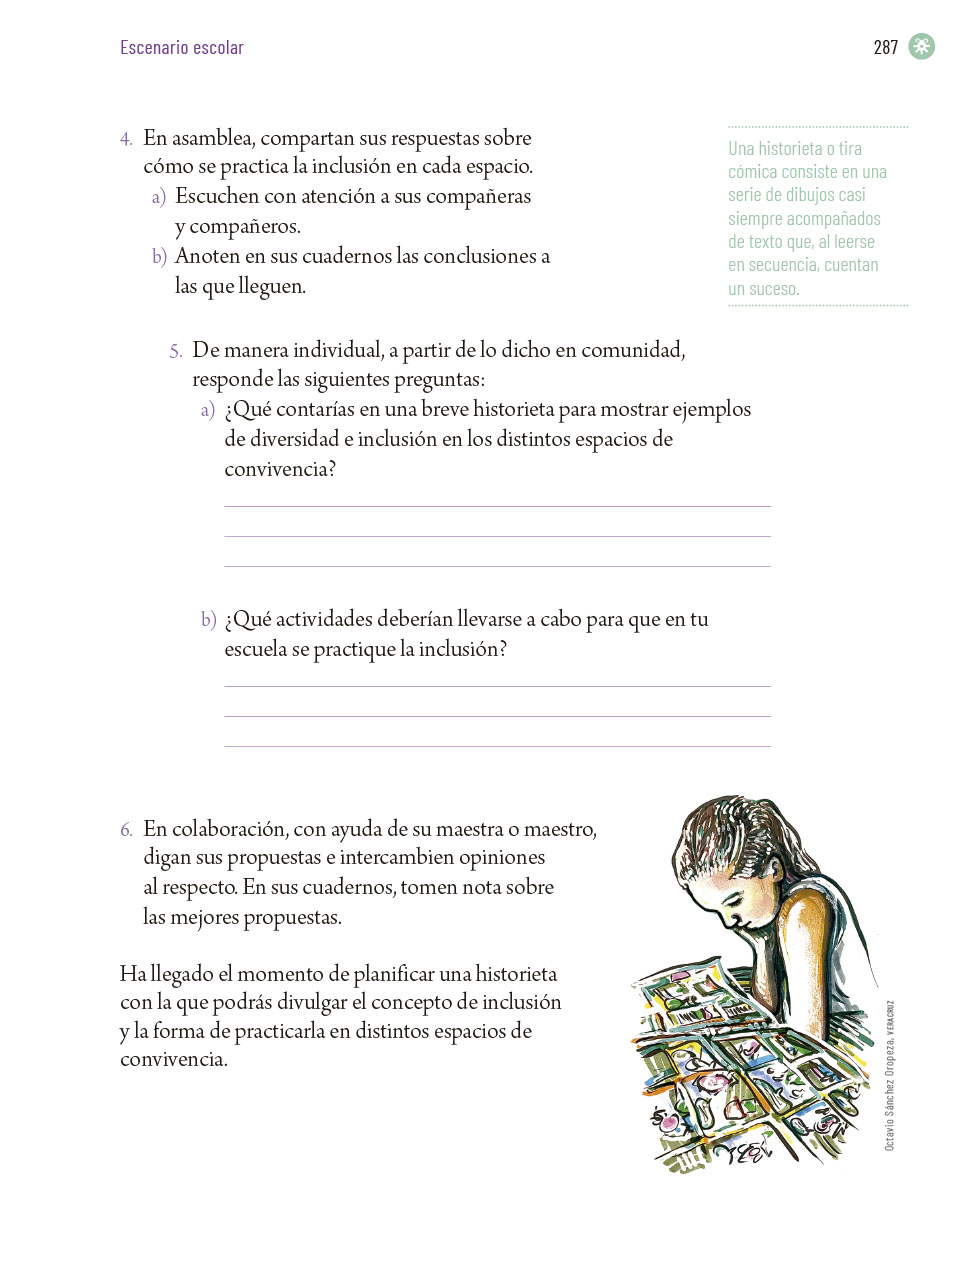 Escenario escolar
287
4. En asamblea, compartan sus respuestas sobre
cómo se practica la inclusión en cada espacio.
a) Escuchen con atención a sus compañeras
y compañeros.
b) Anoten en sus cuadernos las conclusiones a
las que lleguen.
Una historieta o tira
cómica consiste en una
serie de dibujos casi
siempre acompañados
de texto que, al leerse
en secuencia, cuentan
un suceso.
5. De manera individual, a partir de lo dicho en comunidad,
responde las siguientes preguntas:
a) ¿Qué contarías en una breve historieta para mostrar ejemplos
de diversidad e inclusión en los distintos espacios de
convivencia?
b) ¿Qué actividades deberían llevarse a cabo para que en tu
escuela se practique la inclusión?
6. En colaboración, con ayuda de su maestra o maestro,
digan sus propuestas e intercambien opiniones
al respecto. En sus cuadernos, tomen nota sobre
las mejores propuestas.
Ha llegado el momento de planificar una historieta
con la que podrás divulgar el concepto de inclusión
y la forma de practicarla en distintos espacios de
convivencia.
Octavio Sánchez Oropeza, VERACRUZ